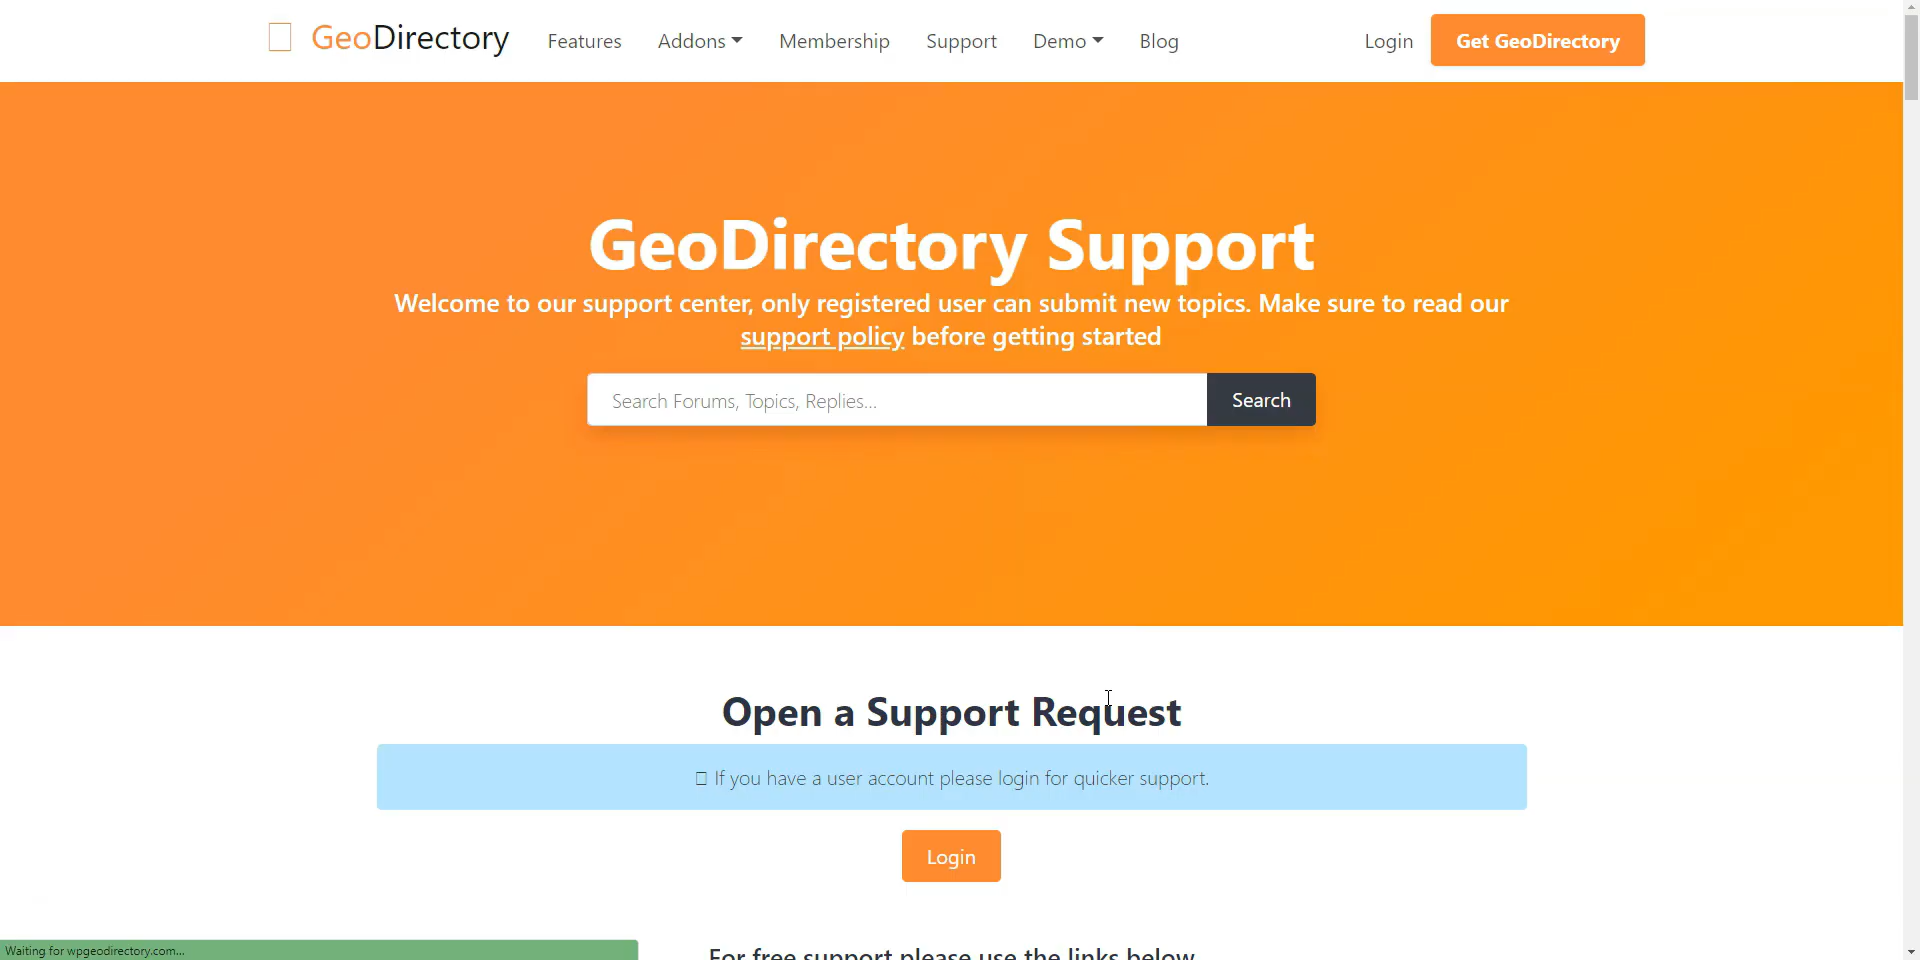 GeoDirectory Features Addons Membership Support Demo Blog Login Get GeoDirectory
GeoDirectory Support
Welcome to our support center, only registered user can submit new topics. Make sure to read our
support policy before getting started
Search Forums, Topics, Replies... Search
Open a Support Request
If you have a user account please login for quicker support.
Login
For free support please use the links below
Waiting for wpgeodirectory.com...